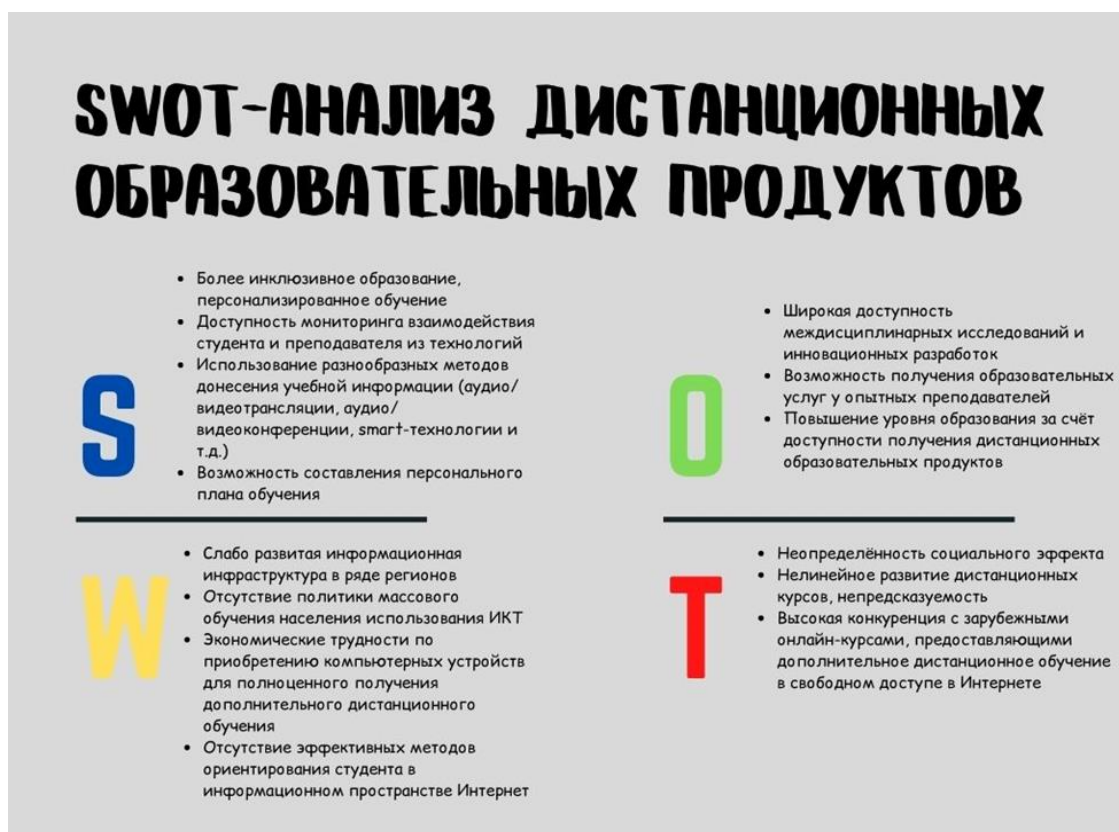 SWOT-АНАЛИЗ ДИСТАНЦИОННЫХ
ОБРАЗОВАТЕЛЬНЫХ ПРОДУКТОВ
S
• Более инклюзивное образование,
персонализированное обучение
• Доступность мониторинга взаимодействия
студента и преподавателя из технологий
• Использование разнообразных методов
донесения учебной информации (аудио/
видеотрансляции, аудио/
видеоконференции, smart-технологии и
т.д.)
• Возможность составления персонального
плана обучения
O
• Широкая доступность
междисциплинарных исследований и
инновационных разработок
• Возможность получения образовательных
услуг у опытных преподавателей
• Повышение уровня образования за счёт
доступности получения дистанционных
образовательных продуктов
W
• Слабо развитая информационная
инфраструктура в ряде регионов
• Отсутствие политики массового
обучения населения использования ИКТ
• Экономические трудности по
приобретению компьютерных устройств
для полноценного получения
дополнительного дистанционного
обучения
• Отсутствие эффективных методов
ориентирования студента в
информационном пространстве Интернет
T
• Неопределённость социального эффекта
• Нелинейное развитие дистанционных
курсов, непредсказуемость
• Высокая конкуренция с зарубежными
онлайн-курсами, предоставляющими
дополнительное дистанционное обучение
в свободном доступе в Интернете